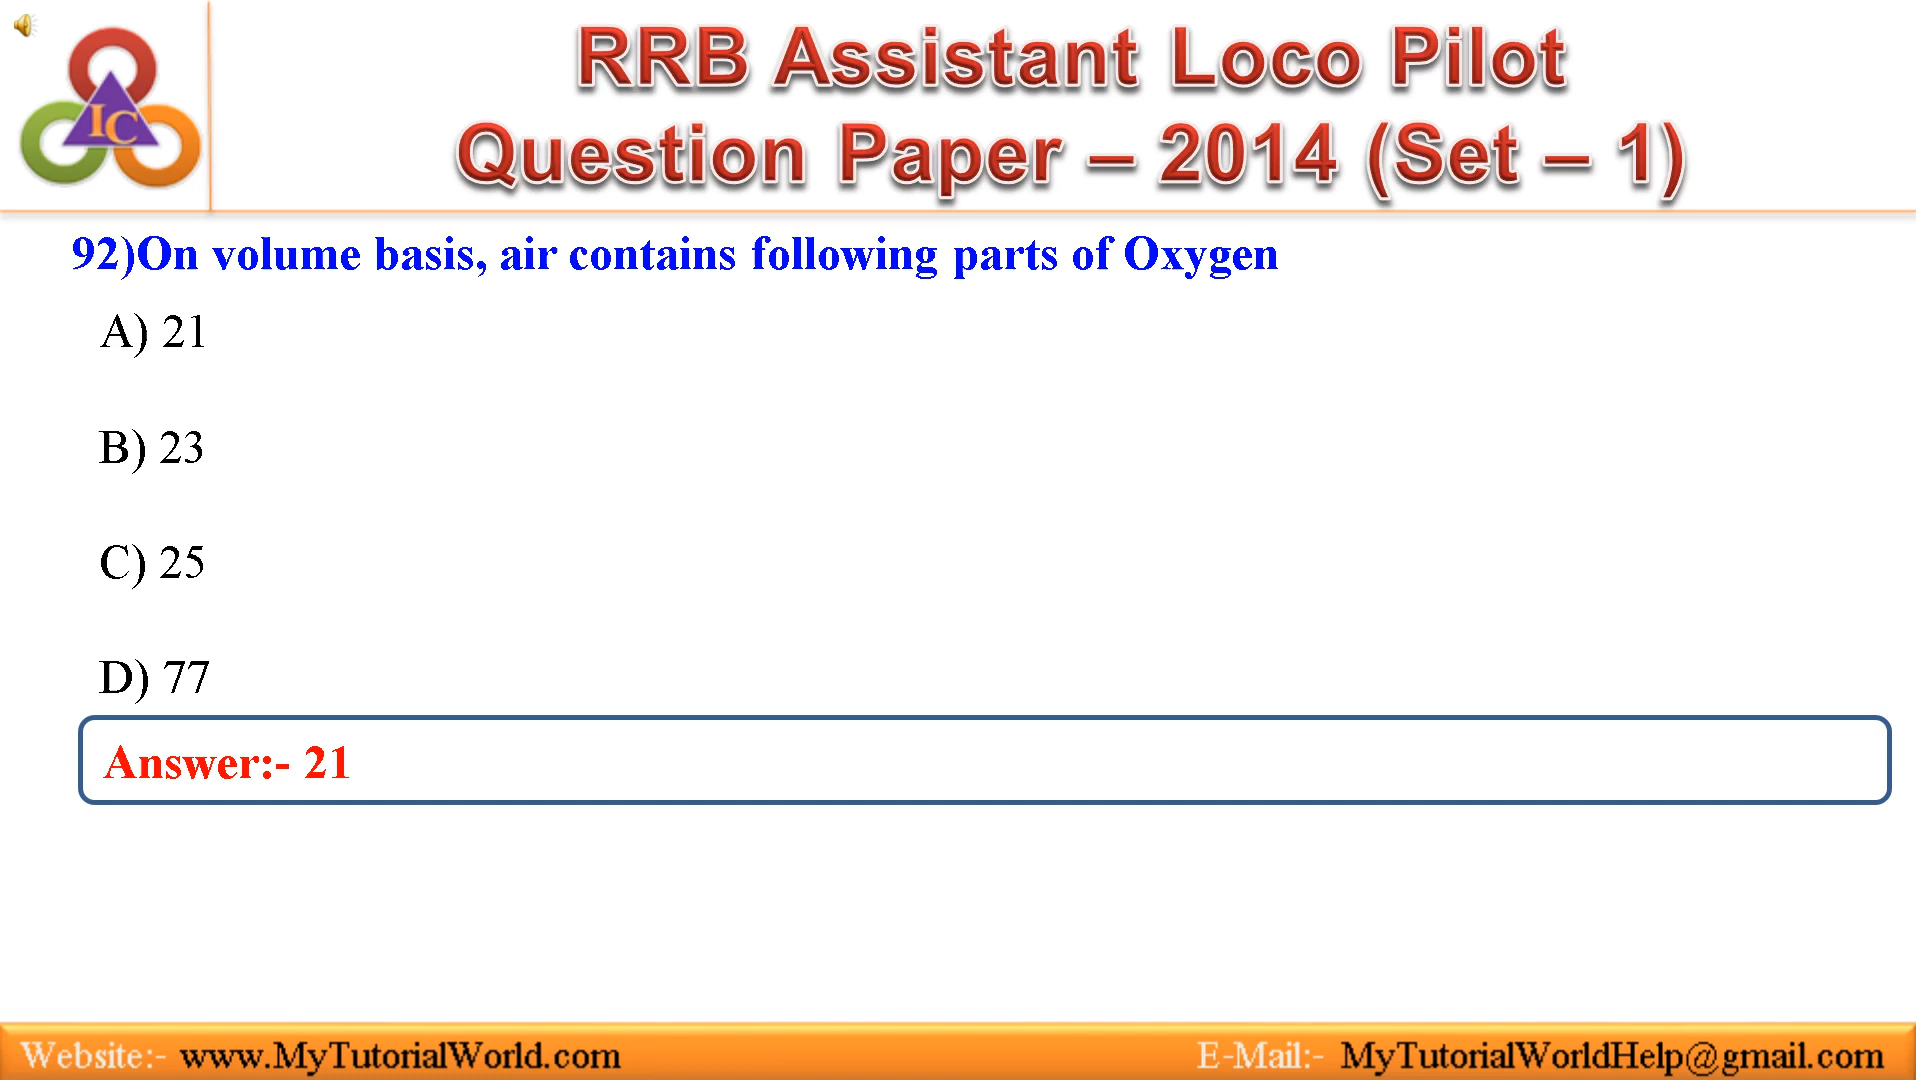 IC
RRB Assistant Loco Pilot
Question Paper – 2014 (Set – 1)
92)On volume basis, air contains following parts of Oxygen
A) 21
B) 23
C) 25
D) 77
Answer:- 21
Website:- www.MyTutorialWorld.com E-Mail:- MyTutorialWorldHelp@gmail.com